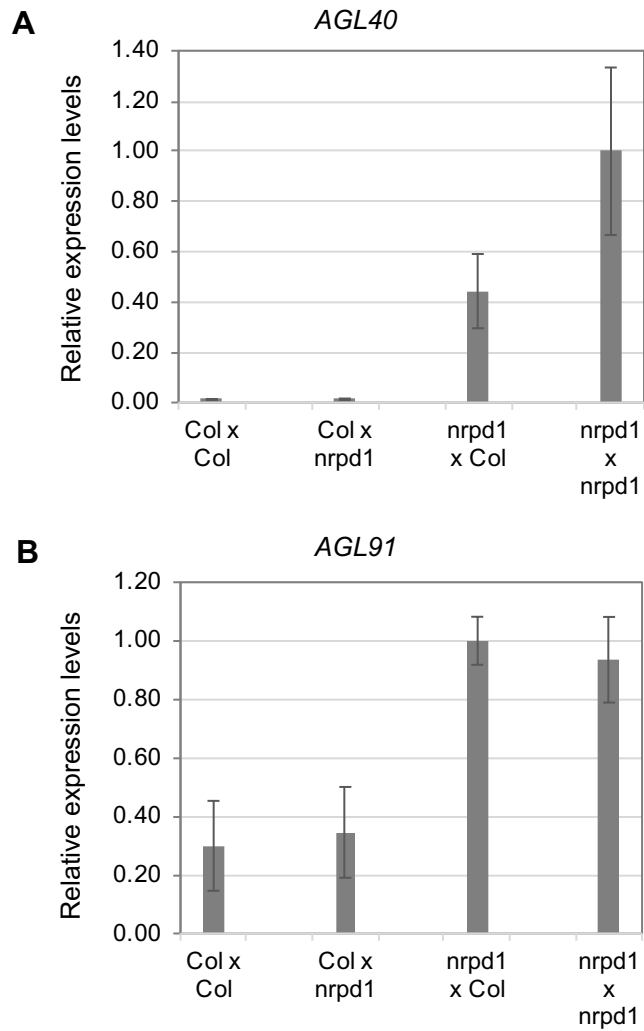 A
AGL40
Relative expression levels
1.40
1.20
1.00
0.80
0.60
0.40
0.20
0.00
Col x
Col
Col x
nrpd1
nrpd1
x Col
nrpd1
x
nrpd1
B
AGL91
Relative expression levels
1.20
1.00
0.80
0.60
0.40
0.20
0.00
Col x
Col
Col x
nrpd1
nrpd1
x Col
nrpd1
x
nrpd1